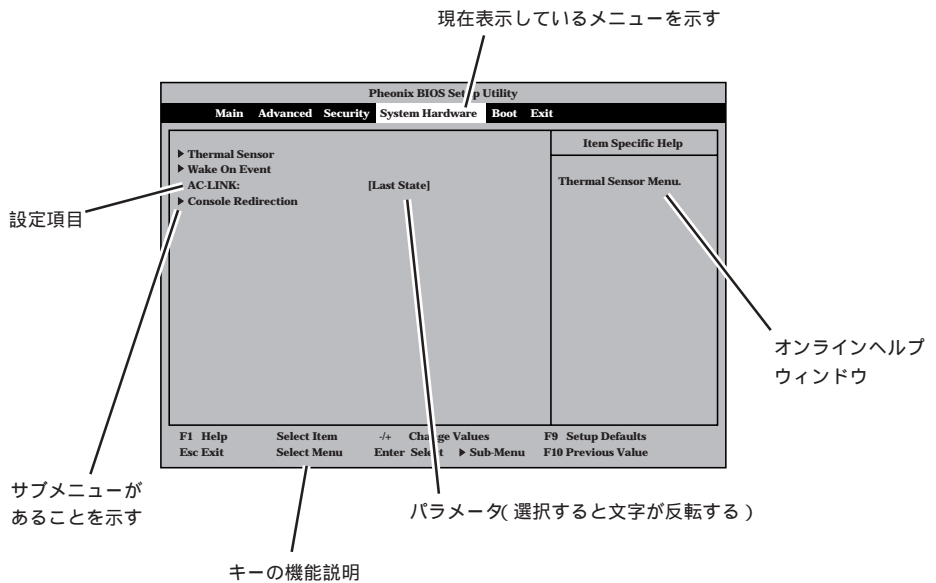 現在表示しているメニューを示す
Pheonix BIOS Setup Utility
Main Advanced Security System Hardware Boot Exit
Item Specific Help
Thermal Sensor
Wake On Event
AC-LINK: [Last State]
Console Redirection
Thermal Sensor Menu.
設定項目
オンラインヘルプ
ウィンドウ
F1 Help Select Item -/+ Change Values F9 Setup Defaults
Esc Exit Select Menu Enter Select ▶ Sub-Menu F10 Previous Value
サブメニューが
あることを示す
パラメータ( 選択すると文字が反転する )
キーの機能説明